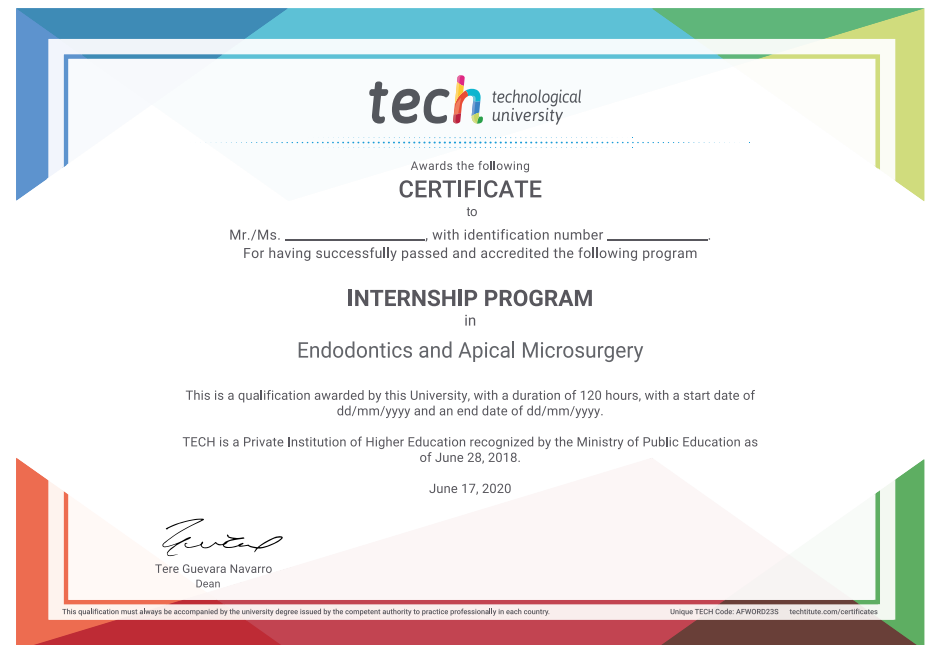 tech technological
university
Awards the following
CERTIFICATE
to
Mr./Ms. ____________________, with identification number ______________.
For having successfully passed and accredited the following program
INTERNSHIP PROGRAM
in
Endodontics and Apical Microsurgery
This is a qualification awarded by this University, with a duration of 120 hours, with a start date of
dd/mm/yyyy and an end date of dd/mm/yyyy.
TECH is a Private Institution of Higher Education recognized by the Ministry of Public Education as
of June 28, 2018.
June 17, 2020
Tere Guevara Navarro
Dean
This qualification must always be accompanied by the university degree issued by the competent authority to practice professionally in each country.
Unique TECH Code: AFWORD23S techtitute.com/certificates